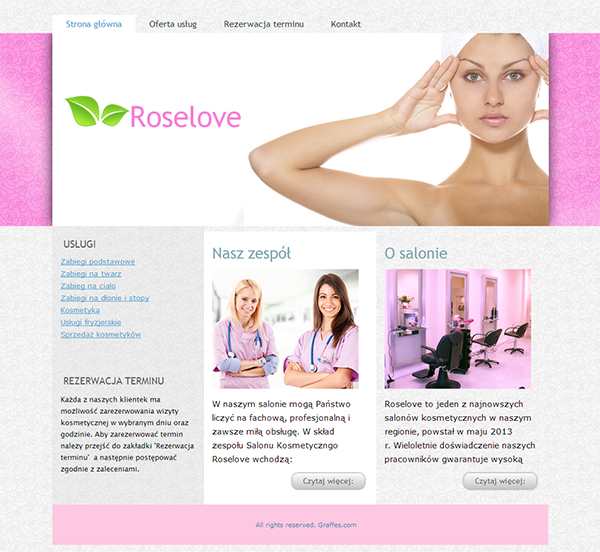 Strona główna Oferta usług Rezerwacja terminu Kontakt
Roselove
USŁUGI
Zabiegi podstawowe
Zabiegi na twarz
Zabieg na ciało
Zabiegi na dłonie i stopy
Kosmetyka
Usługi fryzjerskie
Sprzedaż kosmetyków
REZERWACJA TERMINU
Każda z naszych klientek ma
możliwość zarezerwowania wizyty
kosmetycznej w wybranym dniu oraz
godzinie. Aby zarezerwować termin
należy przejść do zakładki "Rezerwacja
terminu" a następnie postępować
zgodnie z zaleceniami.
Nasz zespół
W naszym salonie mogą Państwo
liczyć na fachową, profesjonalną i
zawsze miłą obsługę. W skład
zespołu Salonu Kosmetyczngo
Roselove wchodzą:
Czytaj więcej:
O salonie
Roselove to jeden z najnowszych
salonów kosmetycznych w naszym
regionie, powstał w maju 2013
r. Wieloletnie doświadczenie naszych
pracowników gwarantuje wysoką
Czytaj więcej:
All rights reserved. Graffes.com